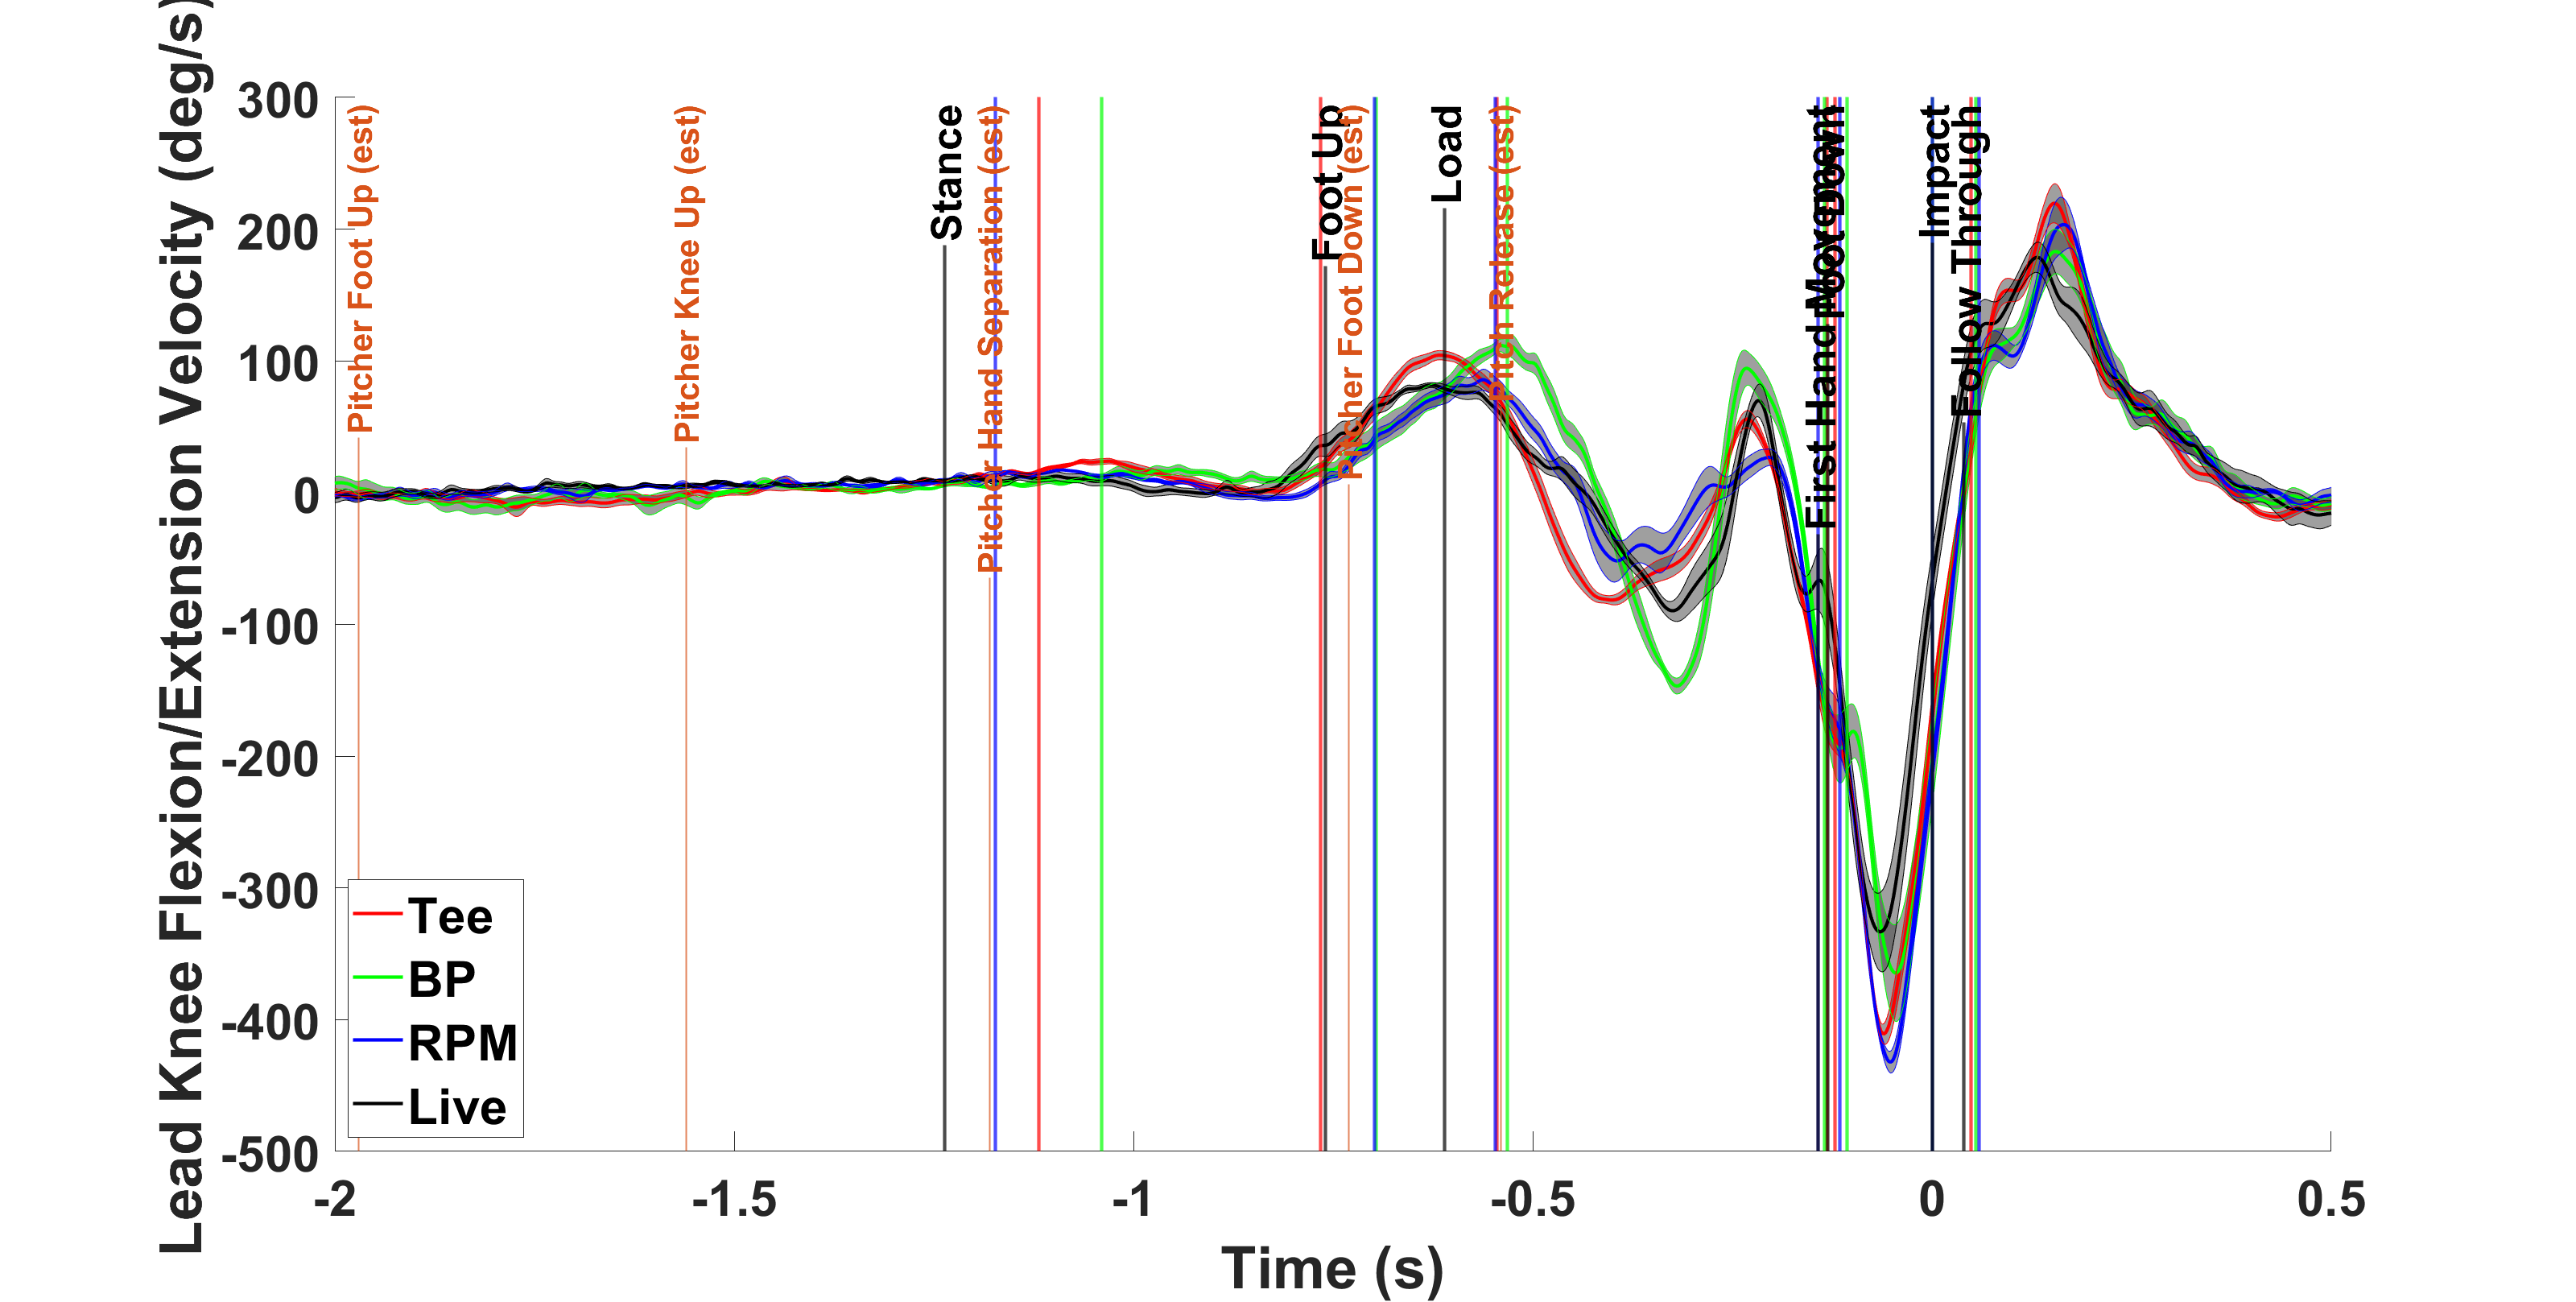 Lead Knee Flexion/Extension Velocity (deg/s)
300
200
100
0
-100
-200
-300
-400
-500
Pitcher Foot Up (est)
Pitcher Knee Up (est)
Stance
Pitcher Hand Separation (est)
Foot Up
Pitcher Foot Down (est)
Load
Pitch Release (est)
First Hand Movement
Foot Down
Impact
Follow Through
Tee
BP
RPM
Live
-2
-1.5
-1
-0.5
0
0.5
Time (s)